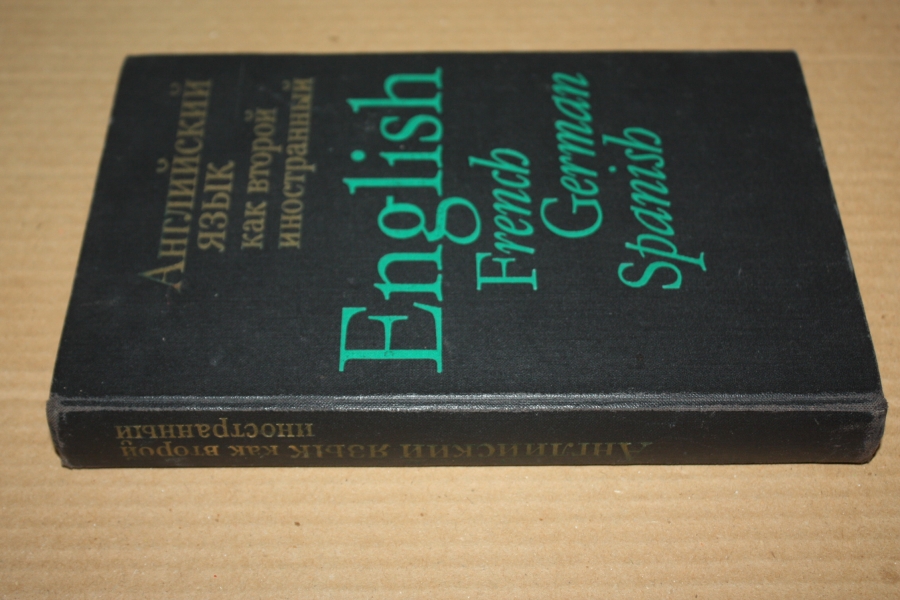 Английский
язык
как второй
иностранный
English
French
German
Spanish
Английский язык как второй
иностранный